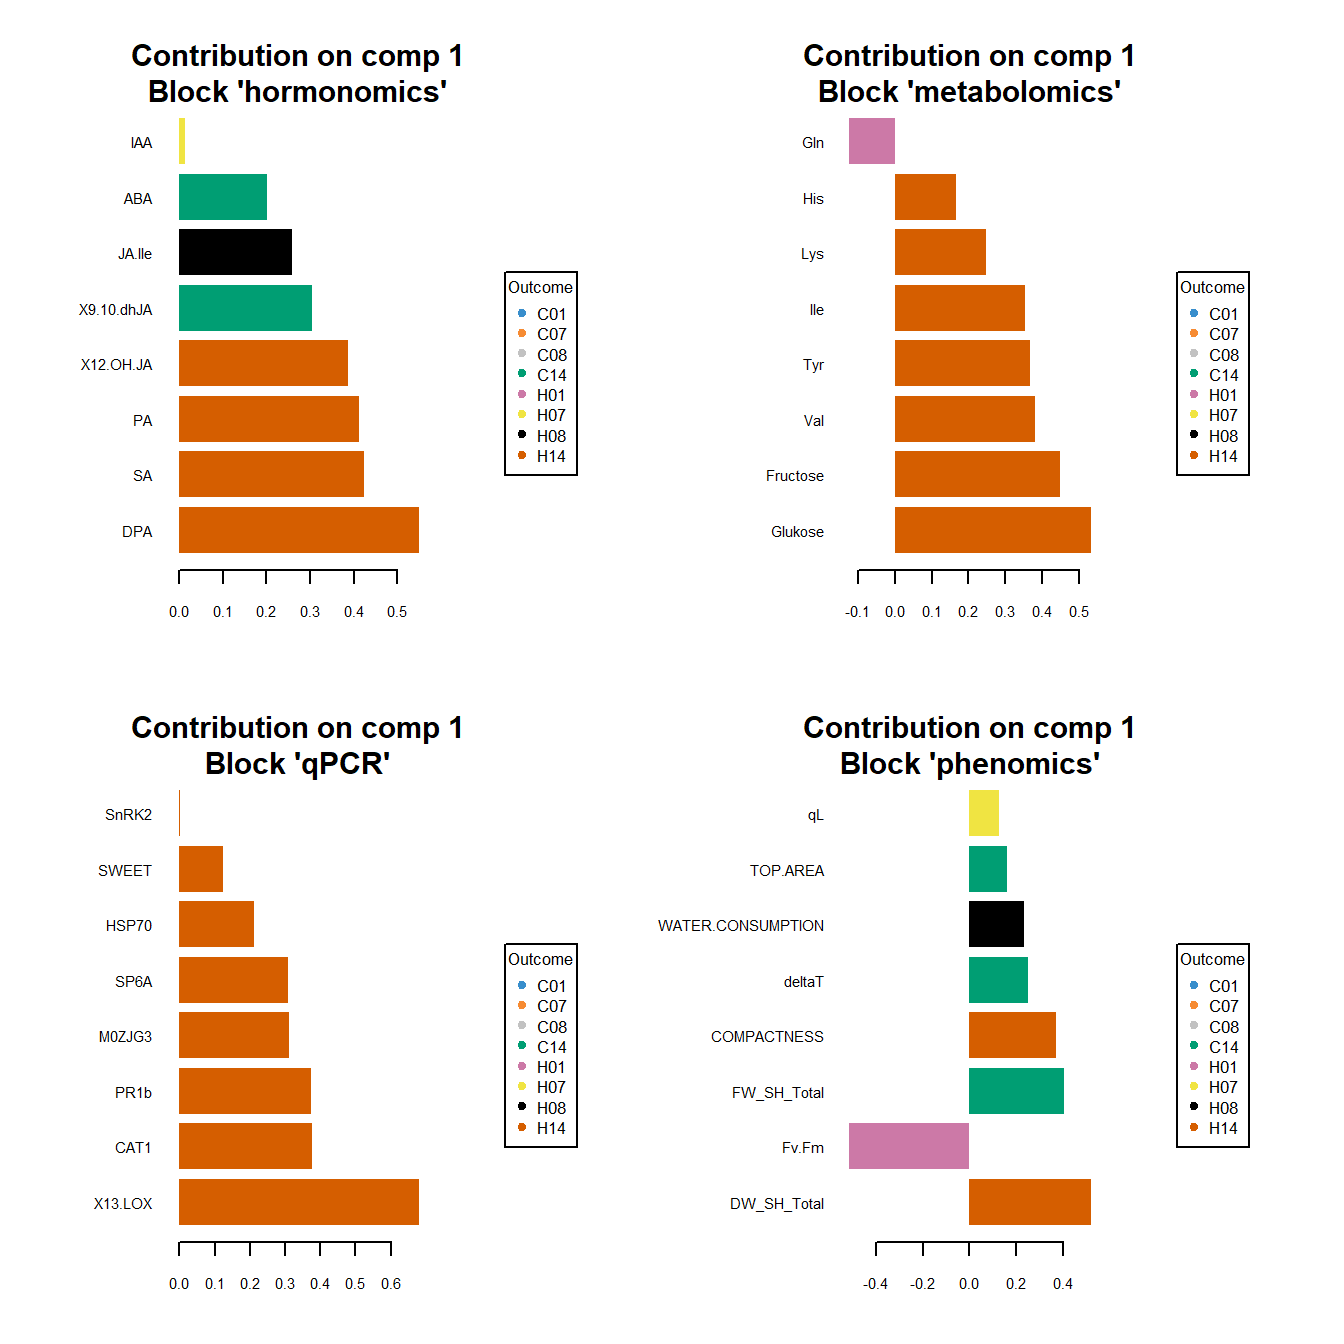 Contribution on comp 1
Block 'hormonomics'
IAA
ABA
JA.Ile
X9.10.dhJA
X12.OH.JA
PA
SA
DPA
0.0 0.1 0.2 0.3 0.4 0.5
Outcome
C01
C07
C08
C14
H01
H07
H08
H14
Contribution on comp 1
Block 'metabolomics'
Gln
His
Lys
Ile
Tyr
Val
Fructose
Glukose
-0.1 0.0 0.1 0.2 0.3 0.4 0.5
Outcome
C01
C07
C08
C14
H01
H07
H08
H14
Contribution on comp 1
Block 'qPCR'
SnRK2
SWEET
HSP70
SP6A
M0ZJG3
PR1b
CAT1
X13.LOX
0.0 0.1 0.2 0.3 0.4 0.5 0.6
Outcome
C01
C07
C08
C14
H01
H07
H08
H14
Contribution on comp 1
Block 'phenomics'
qL
TOP.AREA
WATER.CONSUMPTION
deltaT
COMPACTNESS
FW_SH_Total
Fv.Fm
DW_SH_Total
-0.4 -0.2 0.0 0.2 0.4
Outcome
C01
C07
C08
C14
H01
H07
H08
H14